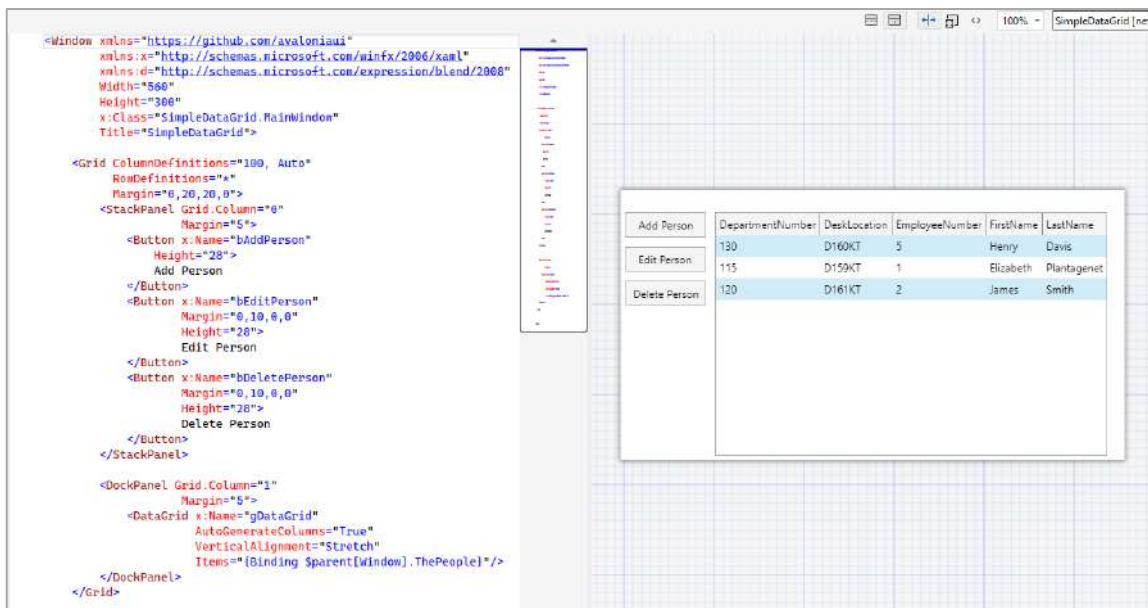 100%
SimpleDataGrid [ne
<Window xmlns="https://github.com/avaloniaui"
xmlns:x="http://schemas.microsoft.com/winfx/2006/xaml"
xmlns:d="http://schemas.microsoft.com/expression/blend/2008"
Width="560"
Height="300"
x:Class="SimpleDataGrid.MainWindow"
Title="SimpleDataGrid">
<Grid ColumnDefinitions="100, Auto"
RowDefinitions="*"
Margin="0,20,20,0">
<StackPanel Grid.Column="0"
Margin="5">
<Button x:Name="bAddPerson"
Height="28">
Add Person
</Button>
<Button x:Name="bEditPerson"
Margin="0,10,0,0"
Height="28">
Edit Person
</Button>
<Button x:Name="bDeletePerson"
Margin="0,10,0,0"
Height="28">
Delete Person
</Button>
</StackPanel>
<DockPanel Grid.Column="1"
Margin="5">
<DataGrid x:Name="gDataGrid"
AutoGenerateColumns="True"
VerticalAlignment="Stretch"
Items="{Binding $parent[Window].ThePeople}"/>
</DockPanel>
</Grid>
Add Person
Edit Person
Delete Person
DepartmentNumber DeskLocation EmployeeNumber FirstName LastName
130 D160KT 5 Henry Davis
115 D159KT 1 Elizabeth Plantagenet
120 D161KT 2 James Smith